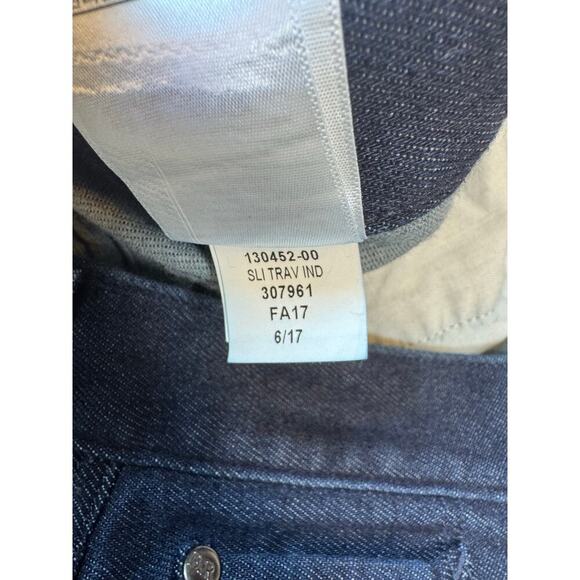 130452-00
SLI TRAV IND
307961
FA17
6/17